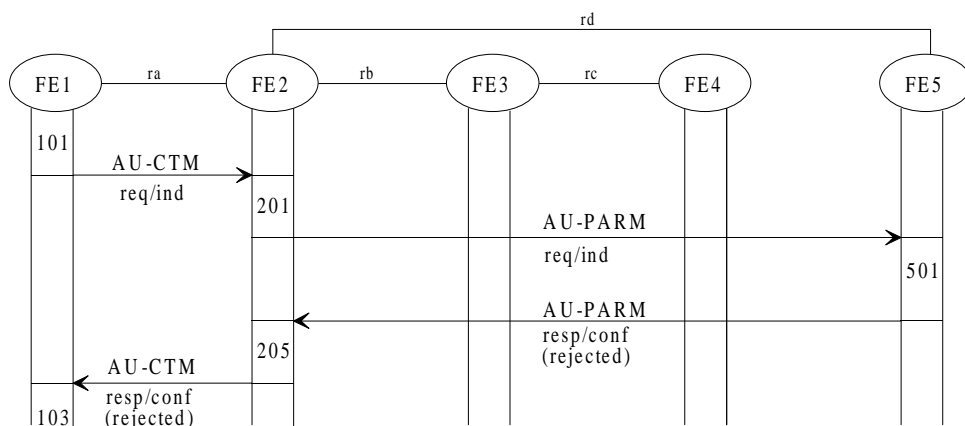 rd
FE1 ra FE2 rb FE3 rc FE4 FE5
101
AU-CTM
req/ind
201
AU-PARM
req/ind
501
AU-PARM
resp/conf
(rejected)
205
AU-CTM
resp/conf
(rejected)
103